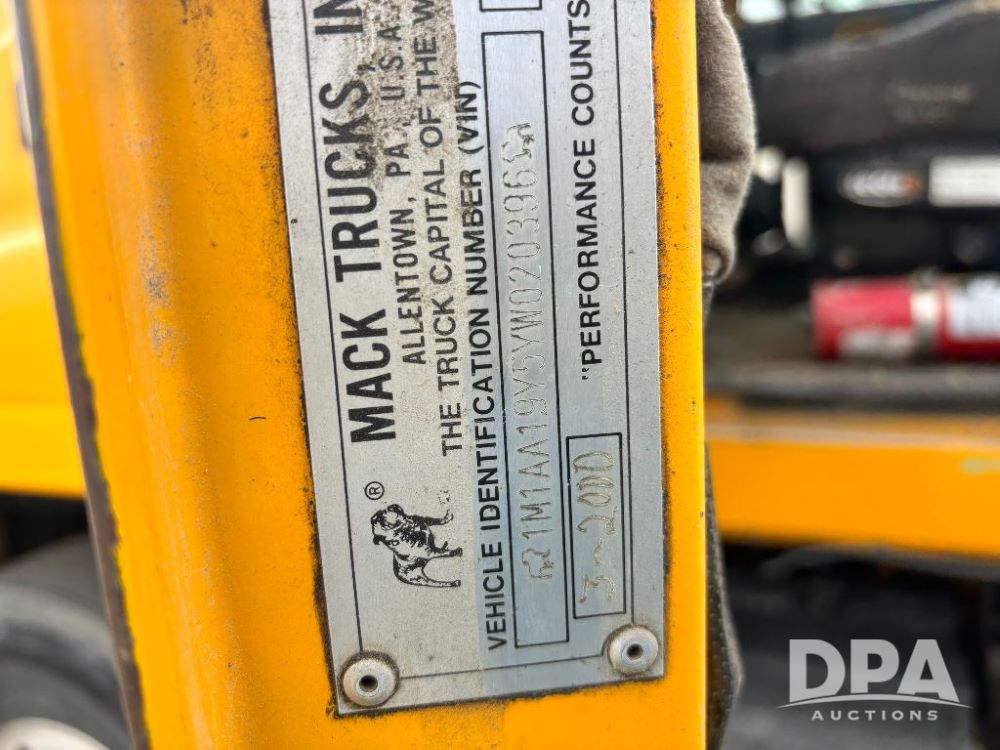 MACK TRUCKS, IN
ALLENTOWN, PA., U.S.A.
THE TRUCK CAPITAL OF THE W
VEHICLE IDENTIFICATION NUMBER (VIN)
1M1AA19Y5YW020396
"PERFORMANCE COUNTS
3-2000
®
DPA
AUCTIONS